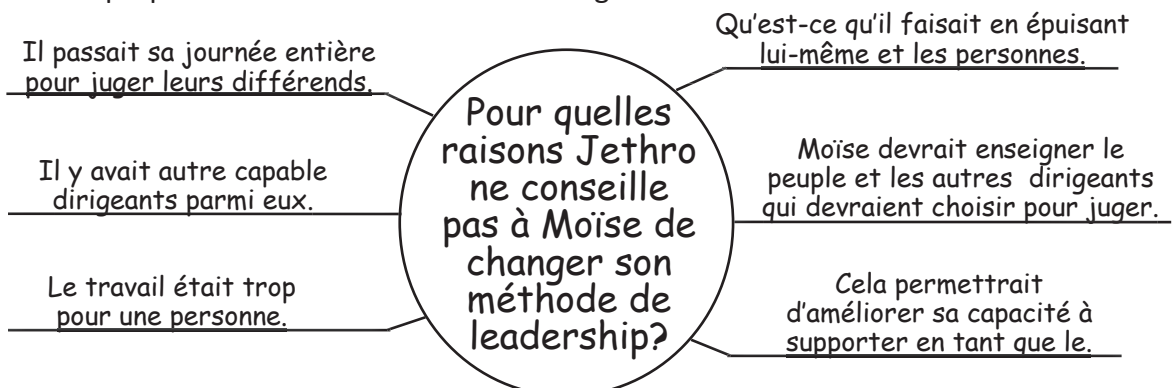 Il passait sa journée entière
pour juger leurs différends.
Il y avait autre capable
dirigeants parmi eux.
Le travail était trop
pour une personne.
Pour quelles
raisons Jethro
ne conseille
pas à Moïse de
changer son
méthode de
leadership?
Qu'est-ce qu'il faisait en épuisant
lui-même et les personnes.
Moïse devrait enseigner le
peuple et les autres dirigeants
qui devraient choisir pour juger.
Cela permettrait
d'améliorer sa capacité à
supporter en tant que le.